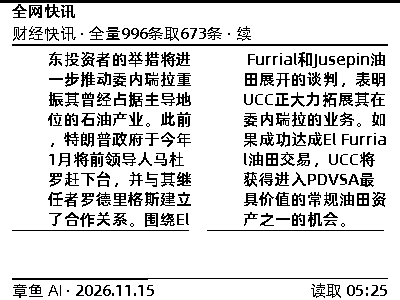 全网快讯
财经快讯 · 全量996条取673条 · 续
东投资者的举措将进
一步推动委内瑞拉重
振其曾经占据主导地
位的石油产业。此前
，特朗普政府于今年
1月将前领导人马杜
罗赶下台，并与其继
任者罗德里格斯建立
了合作关系。围绕El
Furrial和Jusepin油
田展开的谈判，表明
UCC正大力拓展其在
委内瑞拉的业务。如
果成功达成El Furria
l油田交易，UCC将
获得进入PDVSA最
具价值的常规油田资
产之一的机会。
章鱼 AI · 2026.11.15
读取 05:25